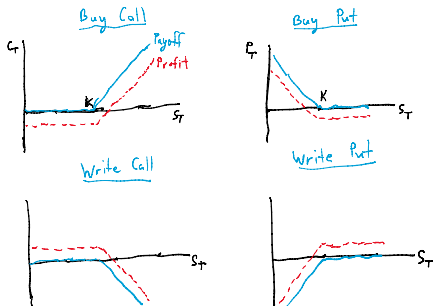 Buy Call
Buy Put
C_T
Payoff
Profit
K
S_T
P_T
K
S_T
Write Call
Write Put
S_T
S_T